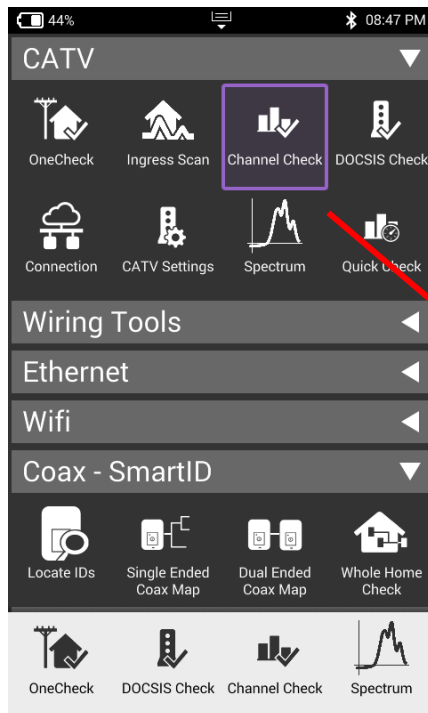 44% 08:47 PM
CATV
OneCheck Ingress Scan Channel Check DOCSIS Check
Connection CATV Settings Spectrum Quick Check
Wiring Tools
Ethernet
Wifi
Coax - SmartID
Locate IDs Single Ended Coax Map Dual Ended Coax Map Whole Home Check
OneCheck DOCSIS Check Channel Check Spectrum